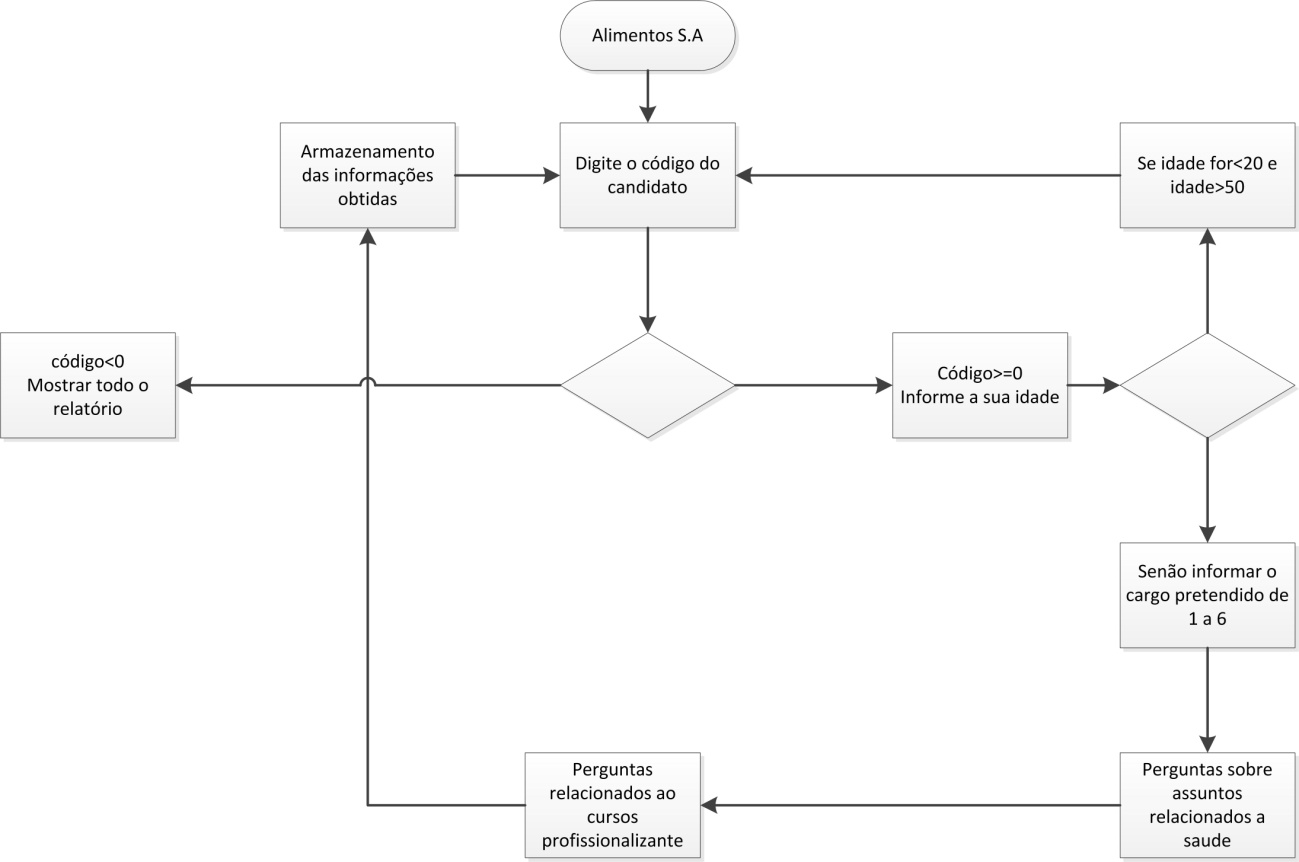 Alimentos S.A
Armazenamento
das informações
obtidas
Digite o código do
candidato
Se idade for<20 e
idade>50
código<0
Mostrar todo o
relatório
Código>=0
Informe a sua idade
Senão informar o
cargo pretendido de
1 a 6
Perguntas
relacionados ao
cursos
profissionalizante
Perguntas sobre
assuntos
relacionados a
saude